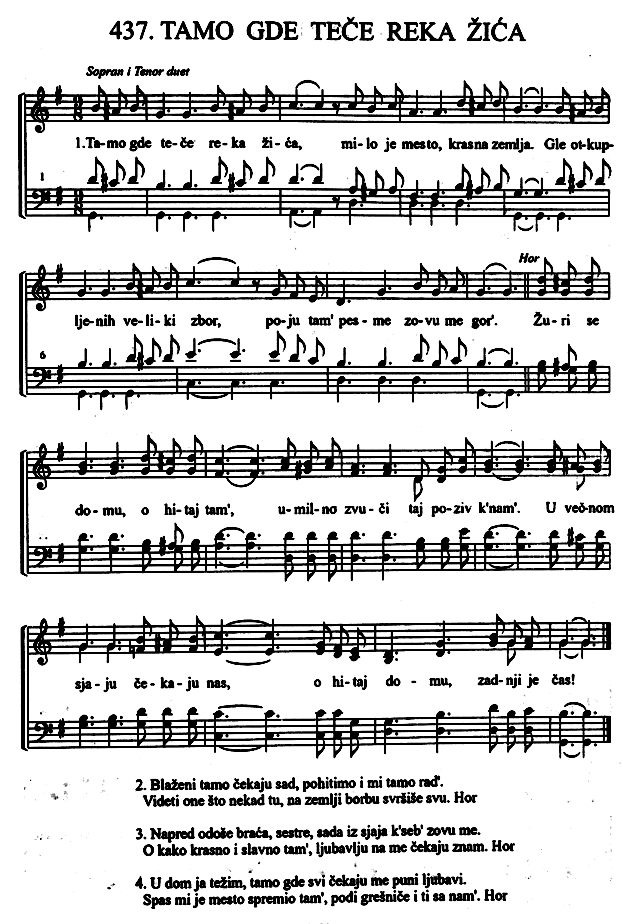 437. TAMO GDE TEČE REKA ŽIĆA
Sopran i Tenor duet
1.Ta-mo gde te-če re-ka ži-ća, mi-lo je mesto, krasna zemlja. Gle ot-kup-
1
Hor
lje-nih ve-li-ki zbor, po-ju tam' pes-me zo-vu me gor'. Žu-ri se
6
do-mu, o hi-taj tam', u-mil-no zvu-či taj po-ziv k'nam'. U več-nom
sja-ju če-ka-ju nas, o hi-taj do-mu, zad-nji je čas!
2. Blaženi tamo čekaju sad, pohitimo i mi tamo rad'.
Videti one što nekad tu, na zemlji borbu svršiše svu. Hor
3. Napred odoše braća, sestre, sada iz sjaja k'seb' zovu me.
O kako krasno i slavno tam', ljubavlju na me čekaju znam. Hor
4. U dom ja težim, tamo gde svi čekaju me puni ljubavi.
Spas mi je mesto spremio tam', podi grešniče i ti sa nam'. Hor